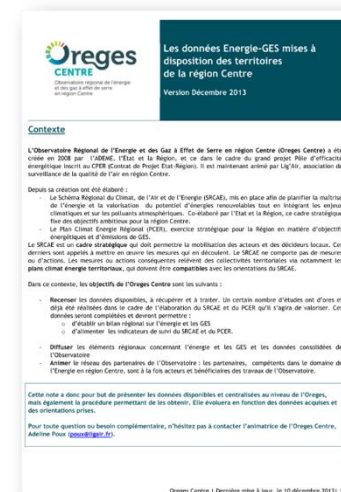 Oreges
CENTRE
Observatoire régional de l'énergie
et des gaz à effet de serre
en région Centre
Les données Energie-GES mises à
disposition des territoires
de la région Centre
Version Décembre 2013
Contexte
L'Observatoire Régional de l'Energie et des Gaz à Effet de Serre en région Centre (Oreges Centre) a été
créée en 2008 par l'ADEME, l'État et la Région, et ce dans le cadre du grand projet Pôle d'efficacité
énergétique inscrit au CPER (Contrat de Projet Etat-Région). Il est maintenant animé par Lig'Air, association de
surveillance de la qualité de l'air en région Centre.
Depuis sa création ont été élaboré :
- Le Schéma Régional du Climat, de l'Air et de l'Energie (SRCAE), mis en place afin de planifier la maîtrise
de l'énergie et la valorisation du potentiel d'énergies renouvelables tout en intégrant les enjeux
climatiques et sur les polluants atmosphériques. Co-élaboré par l'Etat et la Région, ce cadre stratégique
fixe des objectifs ambitieux pour la région Centre.
- Le Plan Climat Energie Régional (PCER), exercice stratégique pour la Région en matière d'objectifs
énergétiques et d'émissions de GES.
Le SRCAE est un cadre stratégique qui doit permettre la mobilisation des acteurs et des décideurs locaux. Ces
derniers sont appelés à mettre en œuvre les mesures qui en découlent. Le SRCAE ne comporte pas de mesures
ou d'actions. Les mesures ou actions conséquentes relèvent des collectivités territoriales via notamment les
plans climat énergie territoriaux, qui doivent être compatibles avec les orientations du SRCAE.
Dans ce contexte, les objectifs de l'Oreges Centre sont les suivants :
- Recenser les données disponibles, à récupérer et à traiter. Un certain nombre d'études ont d'ores et
déjà été réalisées dans le cadre de l'élaboration du SRCAE et du PCER qu'il s'agira de valoriser. Ces
données seront complétées et devront permettre :
o d'établir un bilan régional sur l'énergie et les GES
o d'alimenter les indicateurs de suivi du SRCAE et du PCER.
- Diffuser les éléments régionaux concernant l'énergie et les GES et les données consolidées de
l'Observatoire
- Animer le réseau des partenaires de l'Observatoire : les partenaires, compétents dans le domaine de
l'Energie en région Centre, sont à la fois acteurs et bénéficiaires des travaux de l'Observatoire.
Cette note a donc pour but de présenter les données disponibles et centralisées au niveau de l'Oreges,
mais également la procédure permettant de les obtenir. Elle évoluera en fonction des données acquises et
des orientations prises.
Pour toute question ou besoin complémentaire, n'hésitez pas à contacter l'animatrice de l'Oreges Centre,
Adeline Poux (poux@ligair.fr).
Oreges Centre | Dernière mise à jour, le 10 décembre 2013|